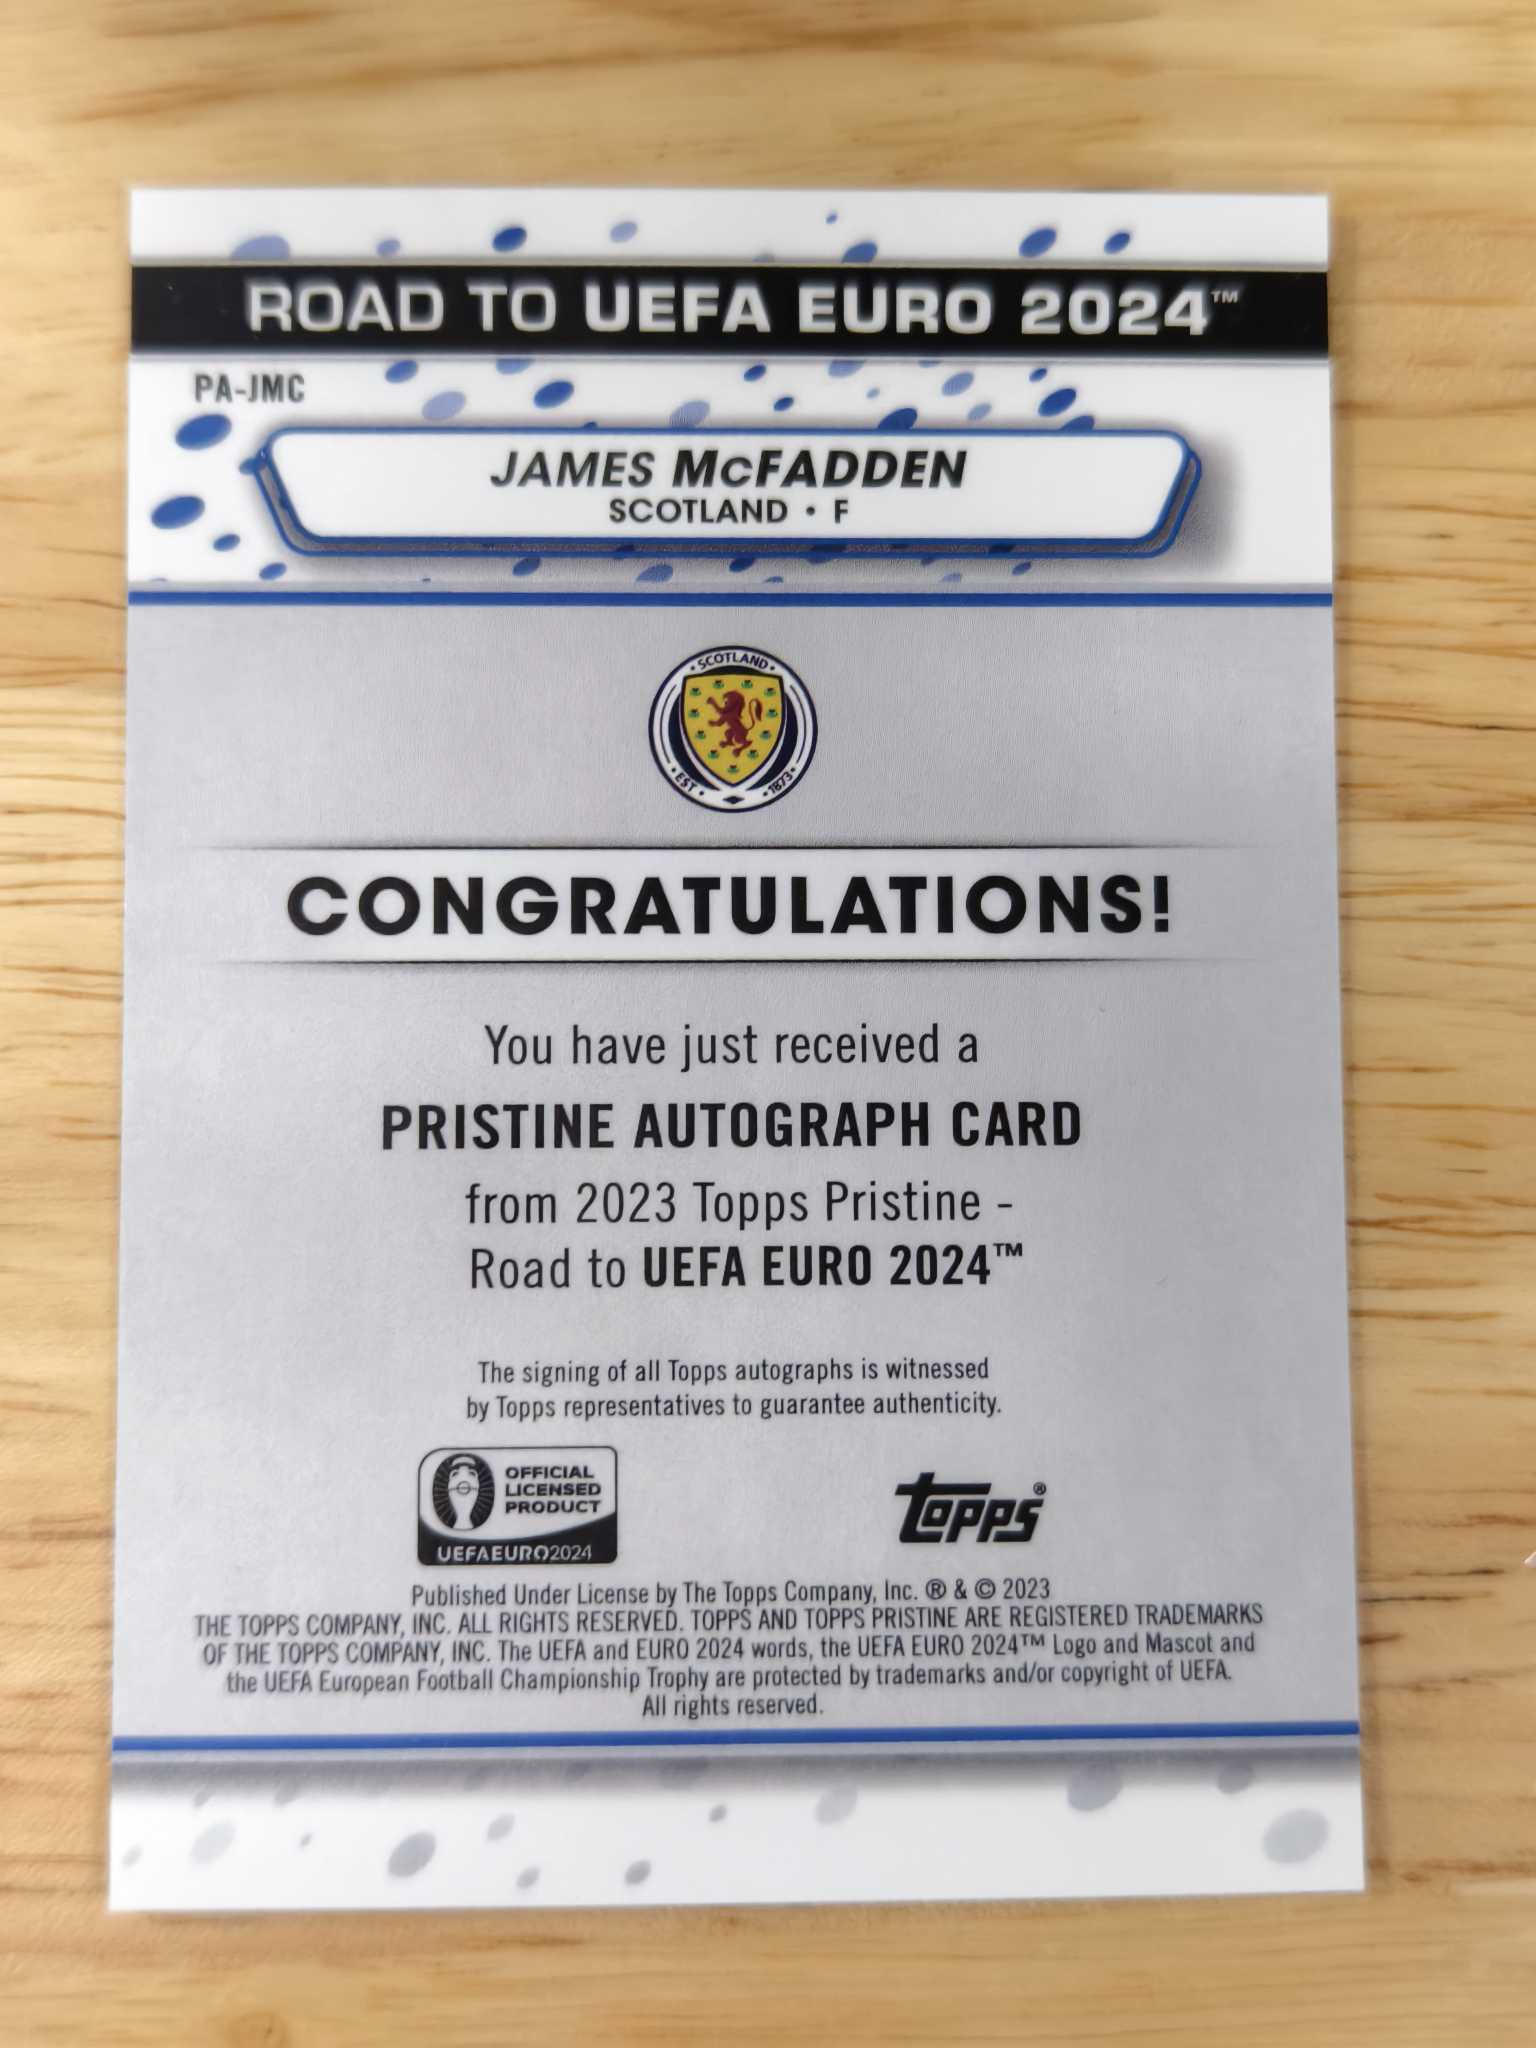 ROAD TO UEFA EURO 2024™
PA-JMC
JAMES McFADDEN
SCOTLAND • F
• SCOTLAND •
• EST • • 1873 •
CONGRATULATIONS!
You have just received a
PRISTINE AUTOGRAPH CARD
from 2023 Topps Pristine -
Road to UEFA EURO 2024™
The signing of all Topps autographs is witnessed
by Topps representatives to guarantee authenticity.
OFFICIAL
LICENSED
PRODUCT
UEFAEURO2024
Topps®
Published Under License by The Topps Company, Inc. ® & © 2023
THE TOPPS COMPANY, INC. ALL RIGHTS RESERVED. TOPPS AND TOPPS PRISTINE ARE REGISTERED TRADEMARKS
OF THE TOPPS COMPANY, INC. The UEFA and EURO 2024 words, the UEFA EURO 2024™ Logo and Mascot and
the UEFA European Football Championship Trophy are protected by trademarks and/or copyright of UEFA.
All rights reserved.